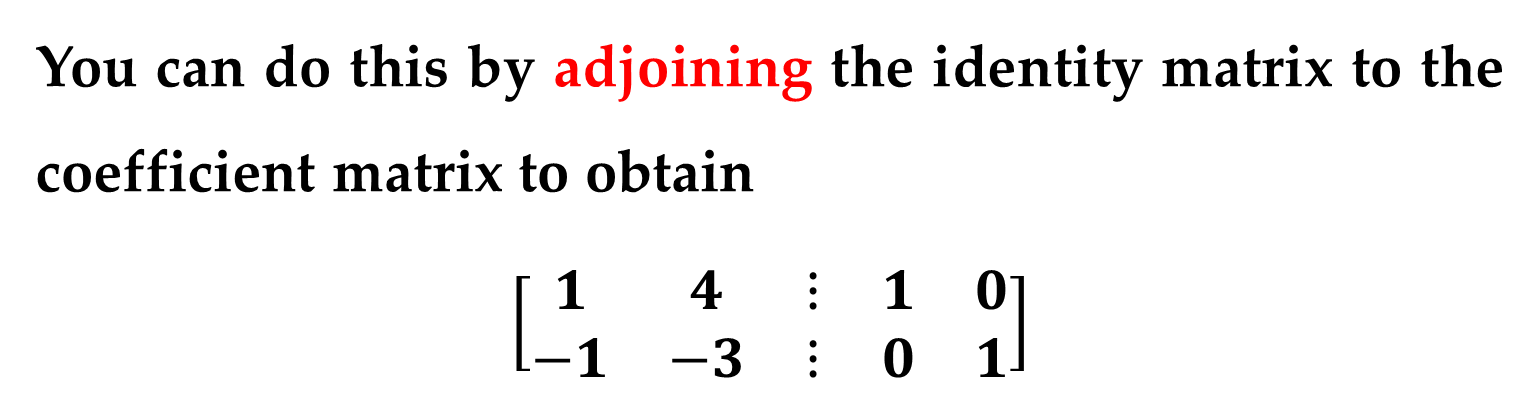 You can do this by adjoining the identity matrix to the
coefficient matrix to obtain
[ 1 4 ⋮ 1 0 ]
[ −1 −3 ⋮ 0 1 ]